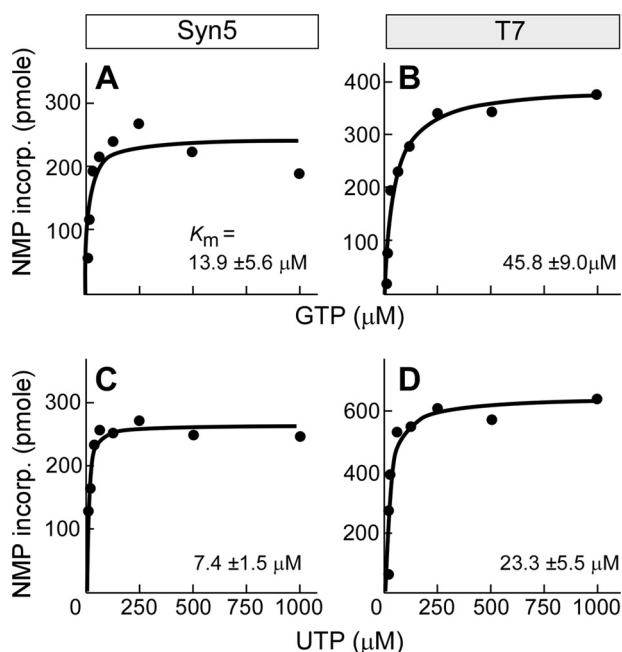 Syn5
T7
A
B
NMP incorp. (pmole)
300
200
100
400
300
200
100
Km =
13.9 ±5.6 μM
45.8 ±9.0μM
GTP (μM)
C
D
NMP incorp. (pmole)
300
200
100
600
400
200
7.4 ±1.5 μM
23.3 ±5.5 μM
0 250 500 750 1000
0 250 500 750 1000
UTP (μM)